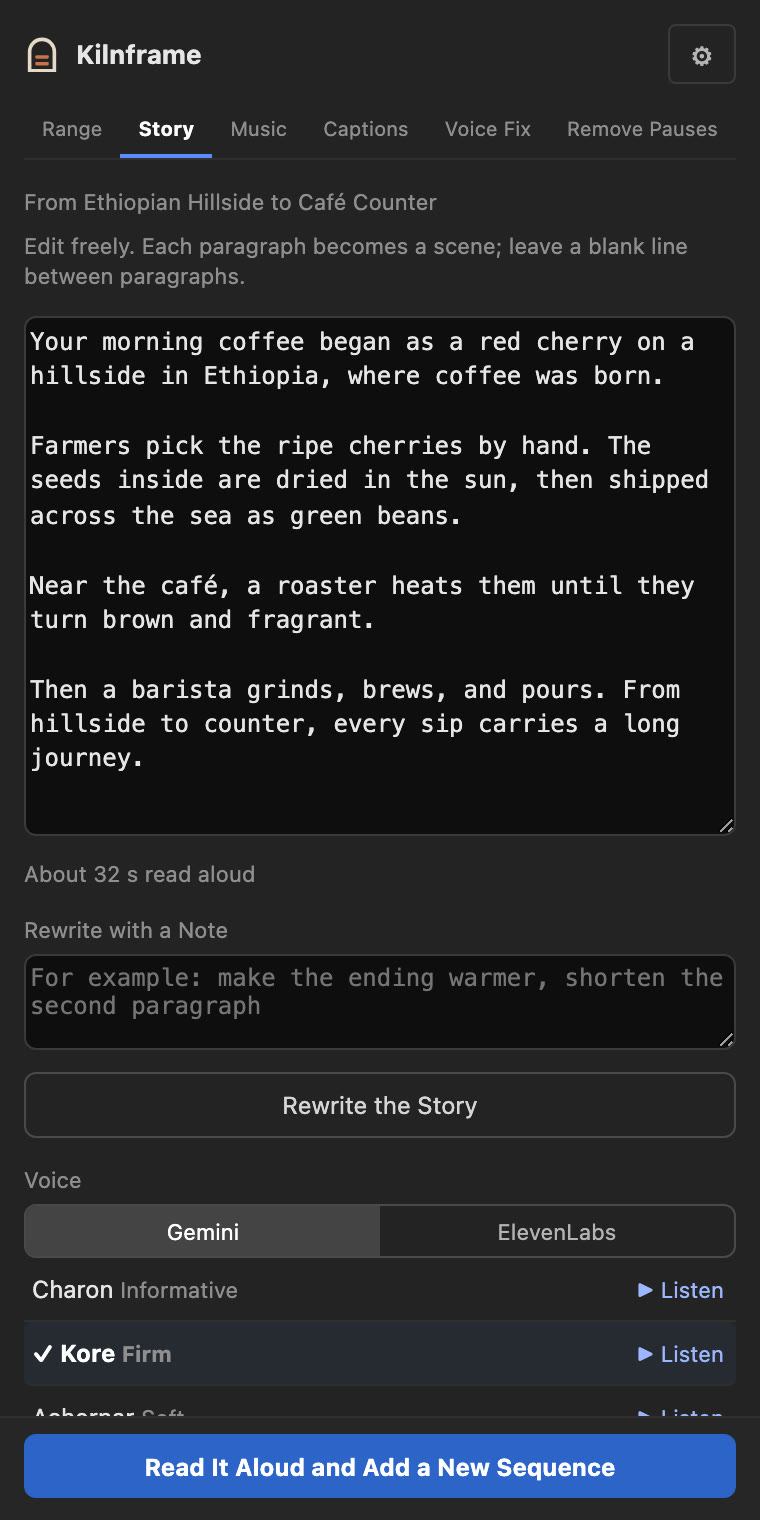 Kilnframe
Range Story Music Captions Voice Fix Remove Pauses
From Ethiopian Hillside to Café Counter
Edit freely. Each paragraph becomes a scene; leave a blank line
between paragraphs.
Your morning coffee began as a red cherry on a
hillside in Ethiopia, where coffee was born.
Farmers pick the ripe cherries by hand. The
seeds inside are dried in the sun, then shipped
across the sea as green beans.
Near the café, a roaster heats them until they
turn brown and fragrant.
Then a barista grinds, brews, and pours. From
hillside to counter, every sip carries a long
journey.
About 32 s read aloud
Rewrite with a Note
For example: make the ending warmer, shorten the
second paragraph
Rewrite the Story
Voice
Gemini ElevenLabs
Charon Informative Listen
Kore Firm Listen
Read It Aloud and Add a New Sequence